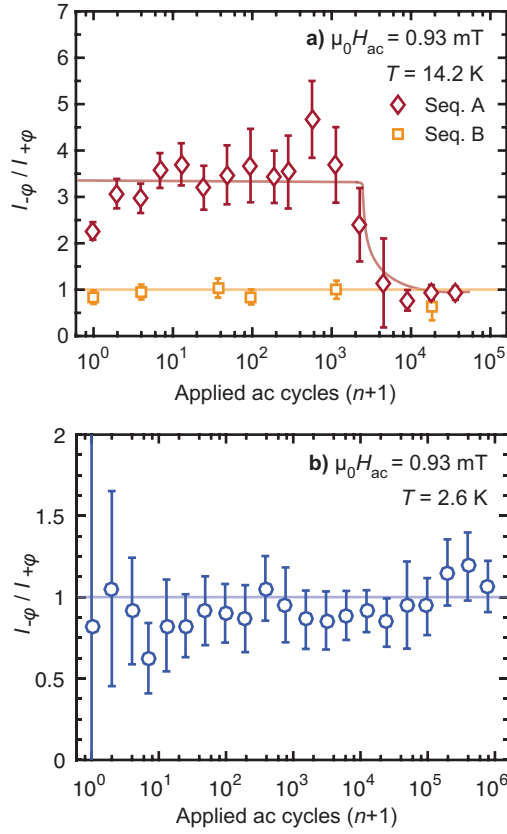 7
6
5
4
3
2
1
0
I-φ / I+φ
a) μ0Hac = 0.93 mT
T = 14.2 K
Seq. A
Seq. B
10^0 10^1 10^2 10^3 10^4 10^5
Applied ac cycles (n+1)
2
1.5
1
0.5
0
I-φ / I+φ
b) μ0Hac = 0.93 mT
T = 2.6 K
10^0 10^1 10^2 10^3 10^4 10^5 10^6
Applied ac cycles (n+1)